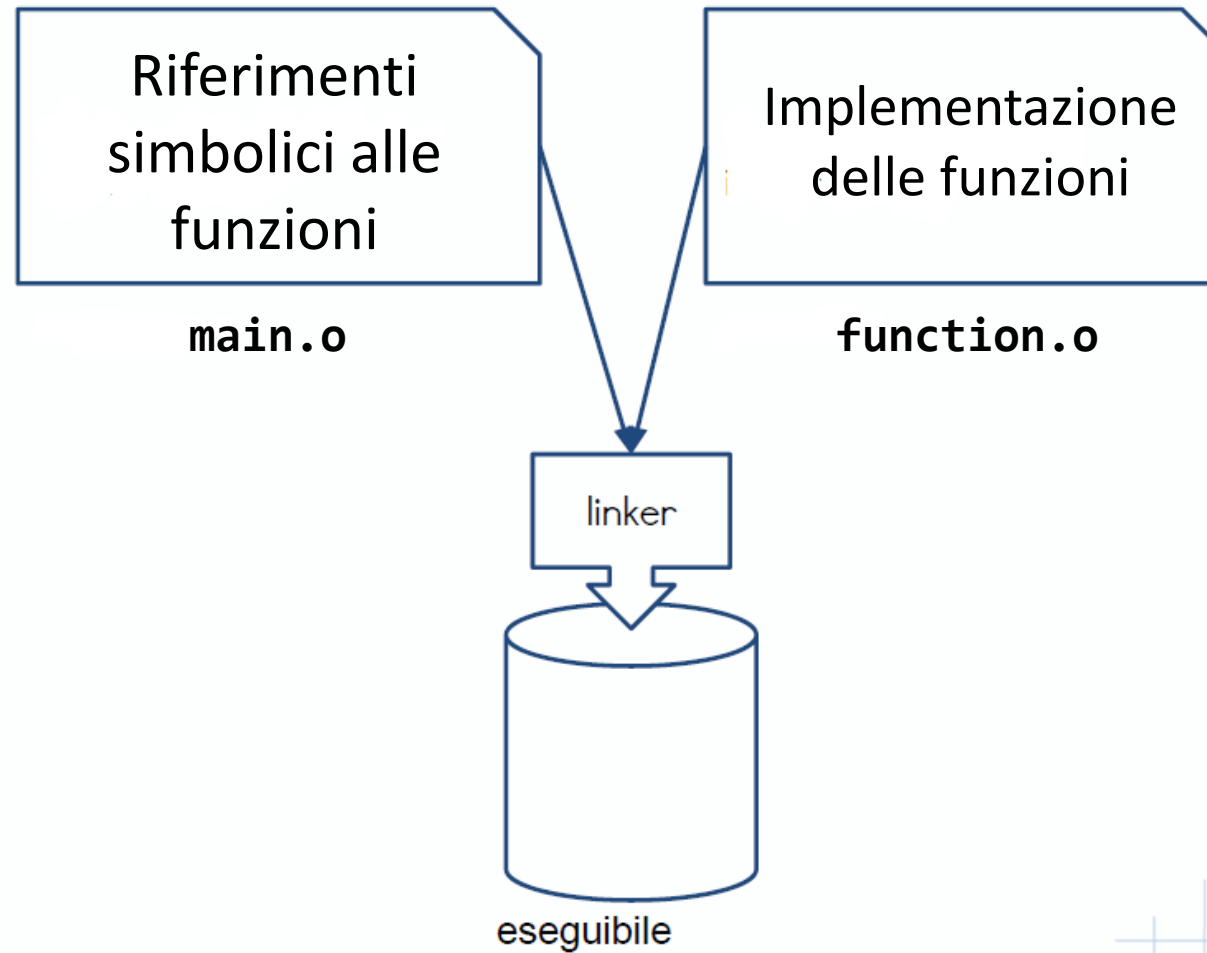 Riferimenti
simbolici alle
funzioni
main.o
Implementazione
delle funzioni
function.o
linker
eseguibile